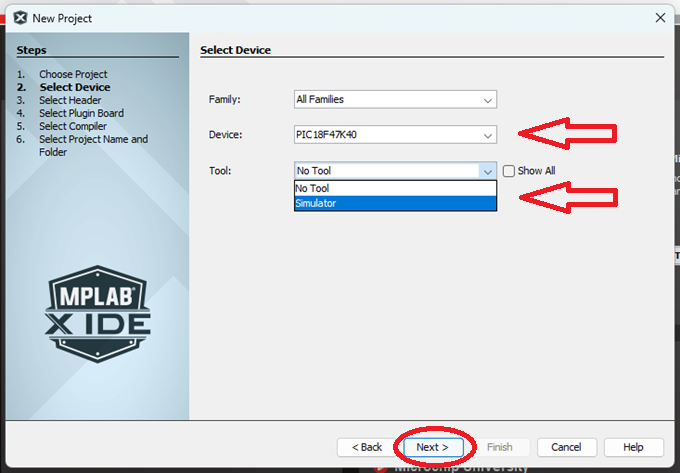 New Project
Steps
1. Choose Project
2. Select Device
3. Select Header
4. Select Plugin Board
5. Select Compiler
6. Select Project Name and
Folder
Select Device
Family: All Families
Device: PIC18F47K40
Tool: No Tool Show All
No Tool
Simulator
MPLAB®
X IDE
< Back Next > Finish Cancel Help
Microchip University